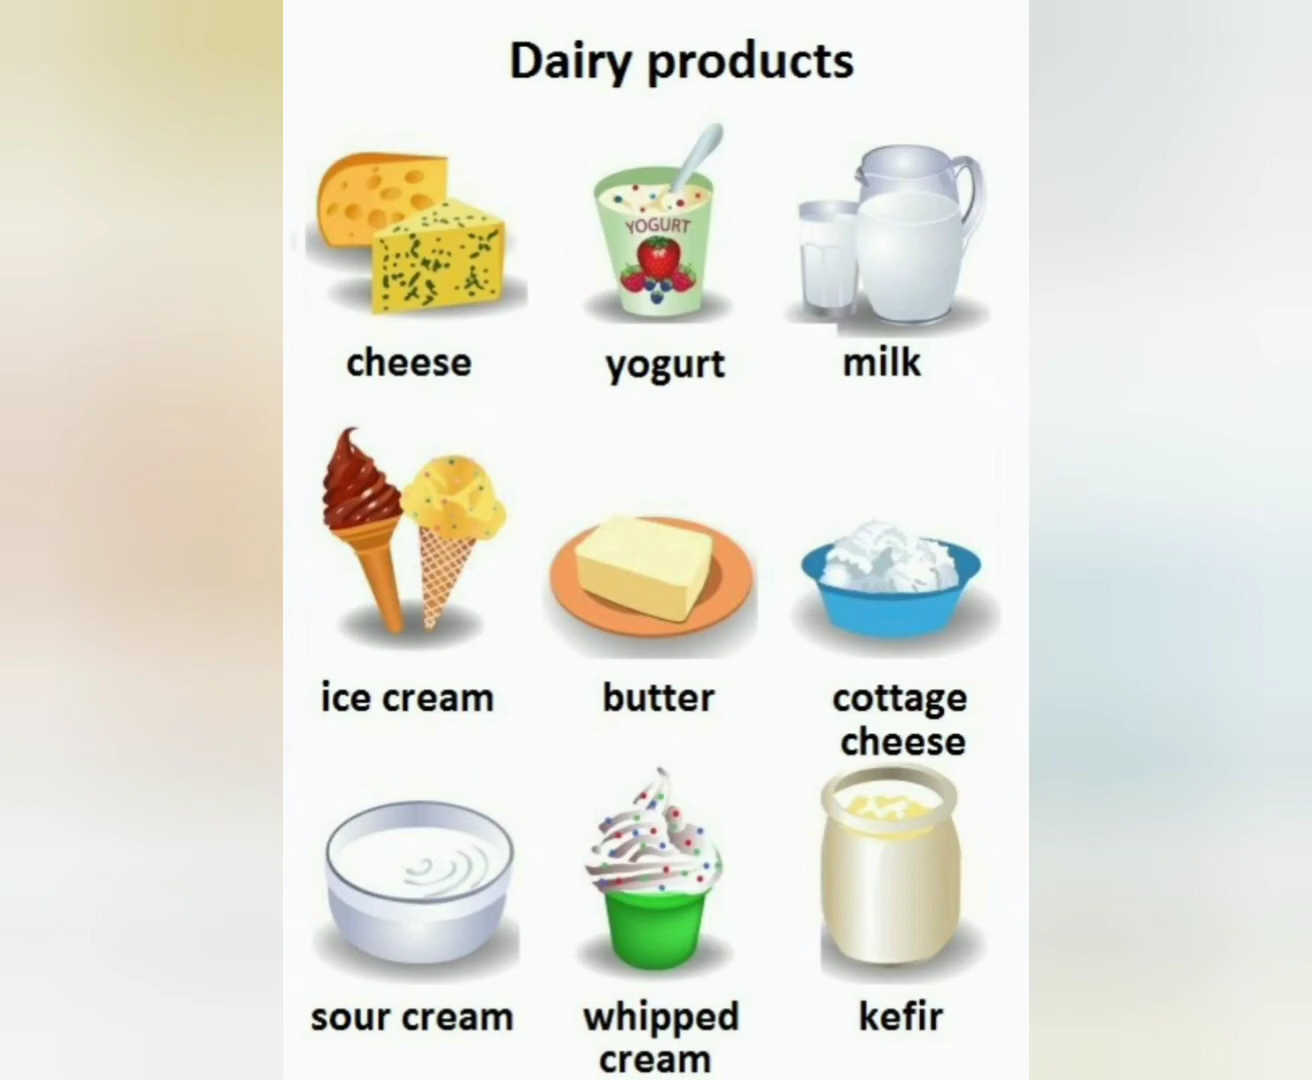 Dairy products
YOGURT
cheese
yogurt
milk
ice cream
butter
cottage
cheese
sour cream
whipped
cream
kefir